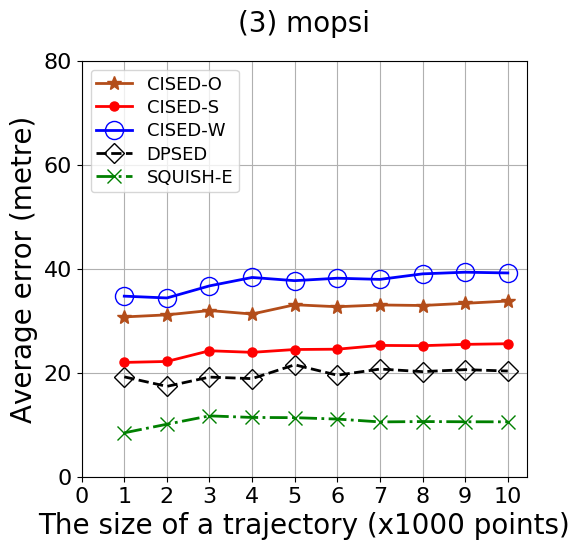 (3) mopsi
CISED-O
CISED-S
CISED-W
DPSED
SQUISH-E
Average error (metre)
80
60
40
20
0
0 1 2 3 4 5 6 7 8 9 10
The size of a trajectory (x1000 points)